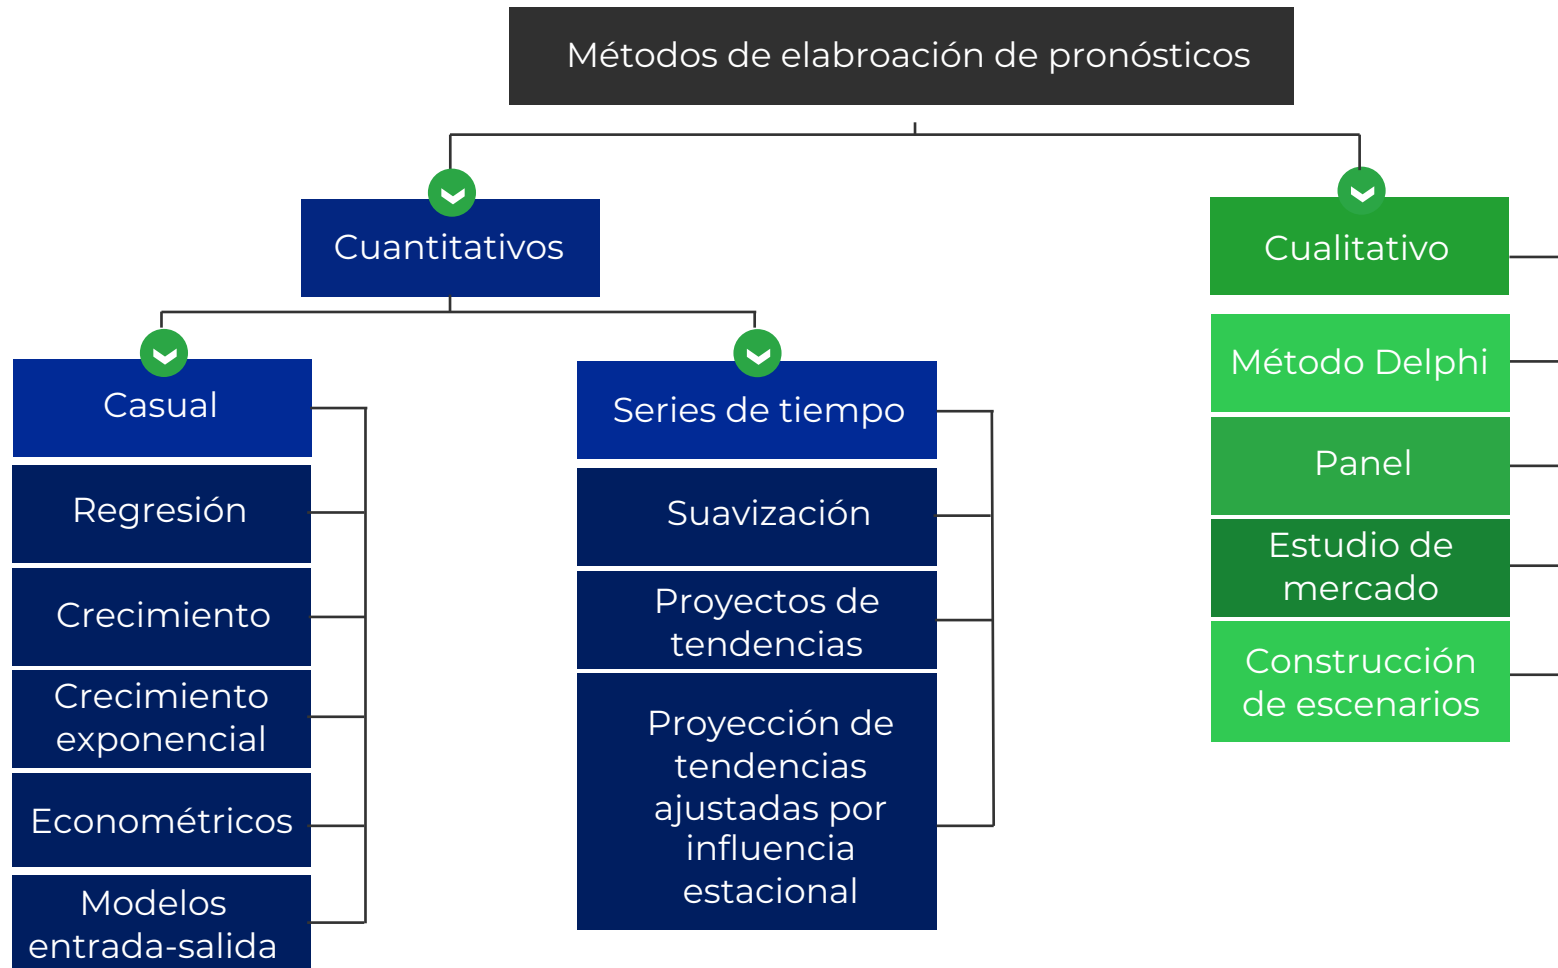 Métodos de elabroación de pronósticos
Cuantitativos
Cualitativo
Casual
Regresión
Crecimiento
Crecimiento
exponencial
Econométricos
Modelos
entrada-salida
Series de tiempo
Suavización
Proyectos de
tendencias
Proyección de
tendencias
ajustadas por
influencia
estacional
Método Delphi
Panel
Estudio de
mercado
Construcción
de escenarios